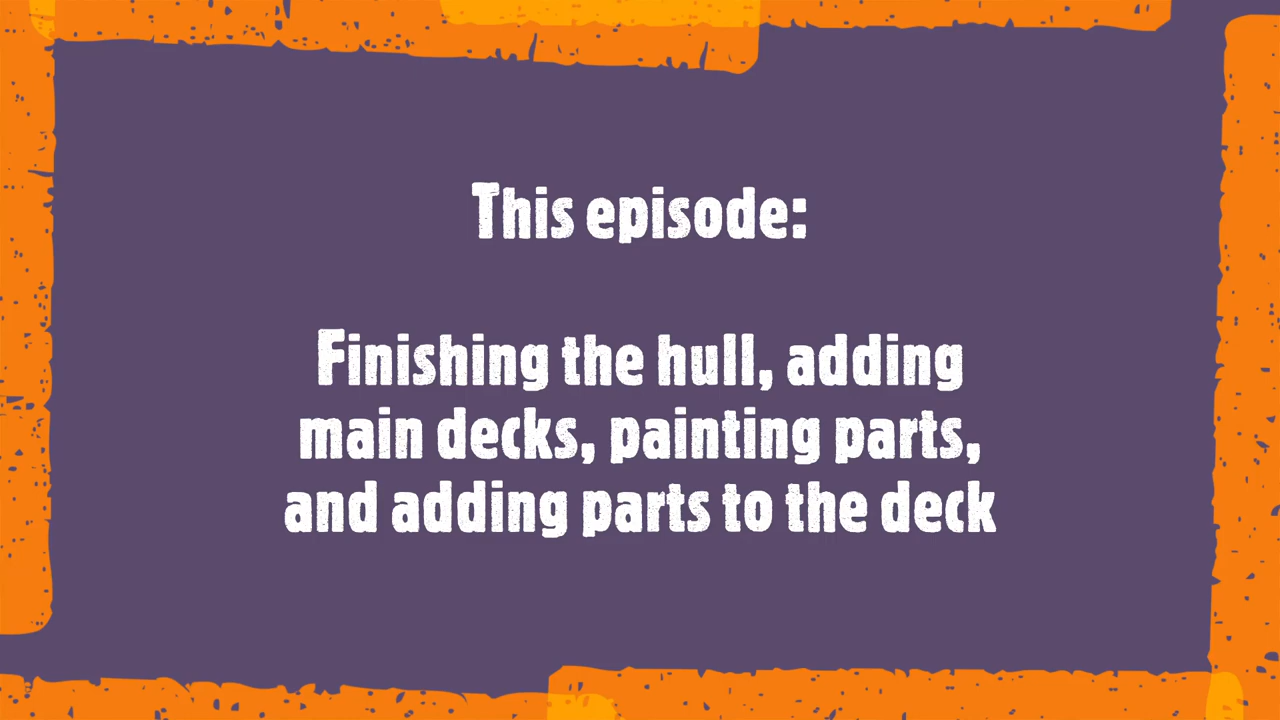 This episode:
Finishing the hull, adding
main decks, painting parts,
and adding parts to the deck